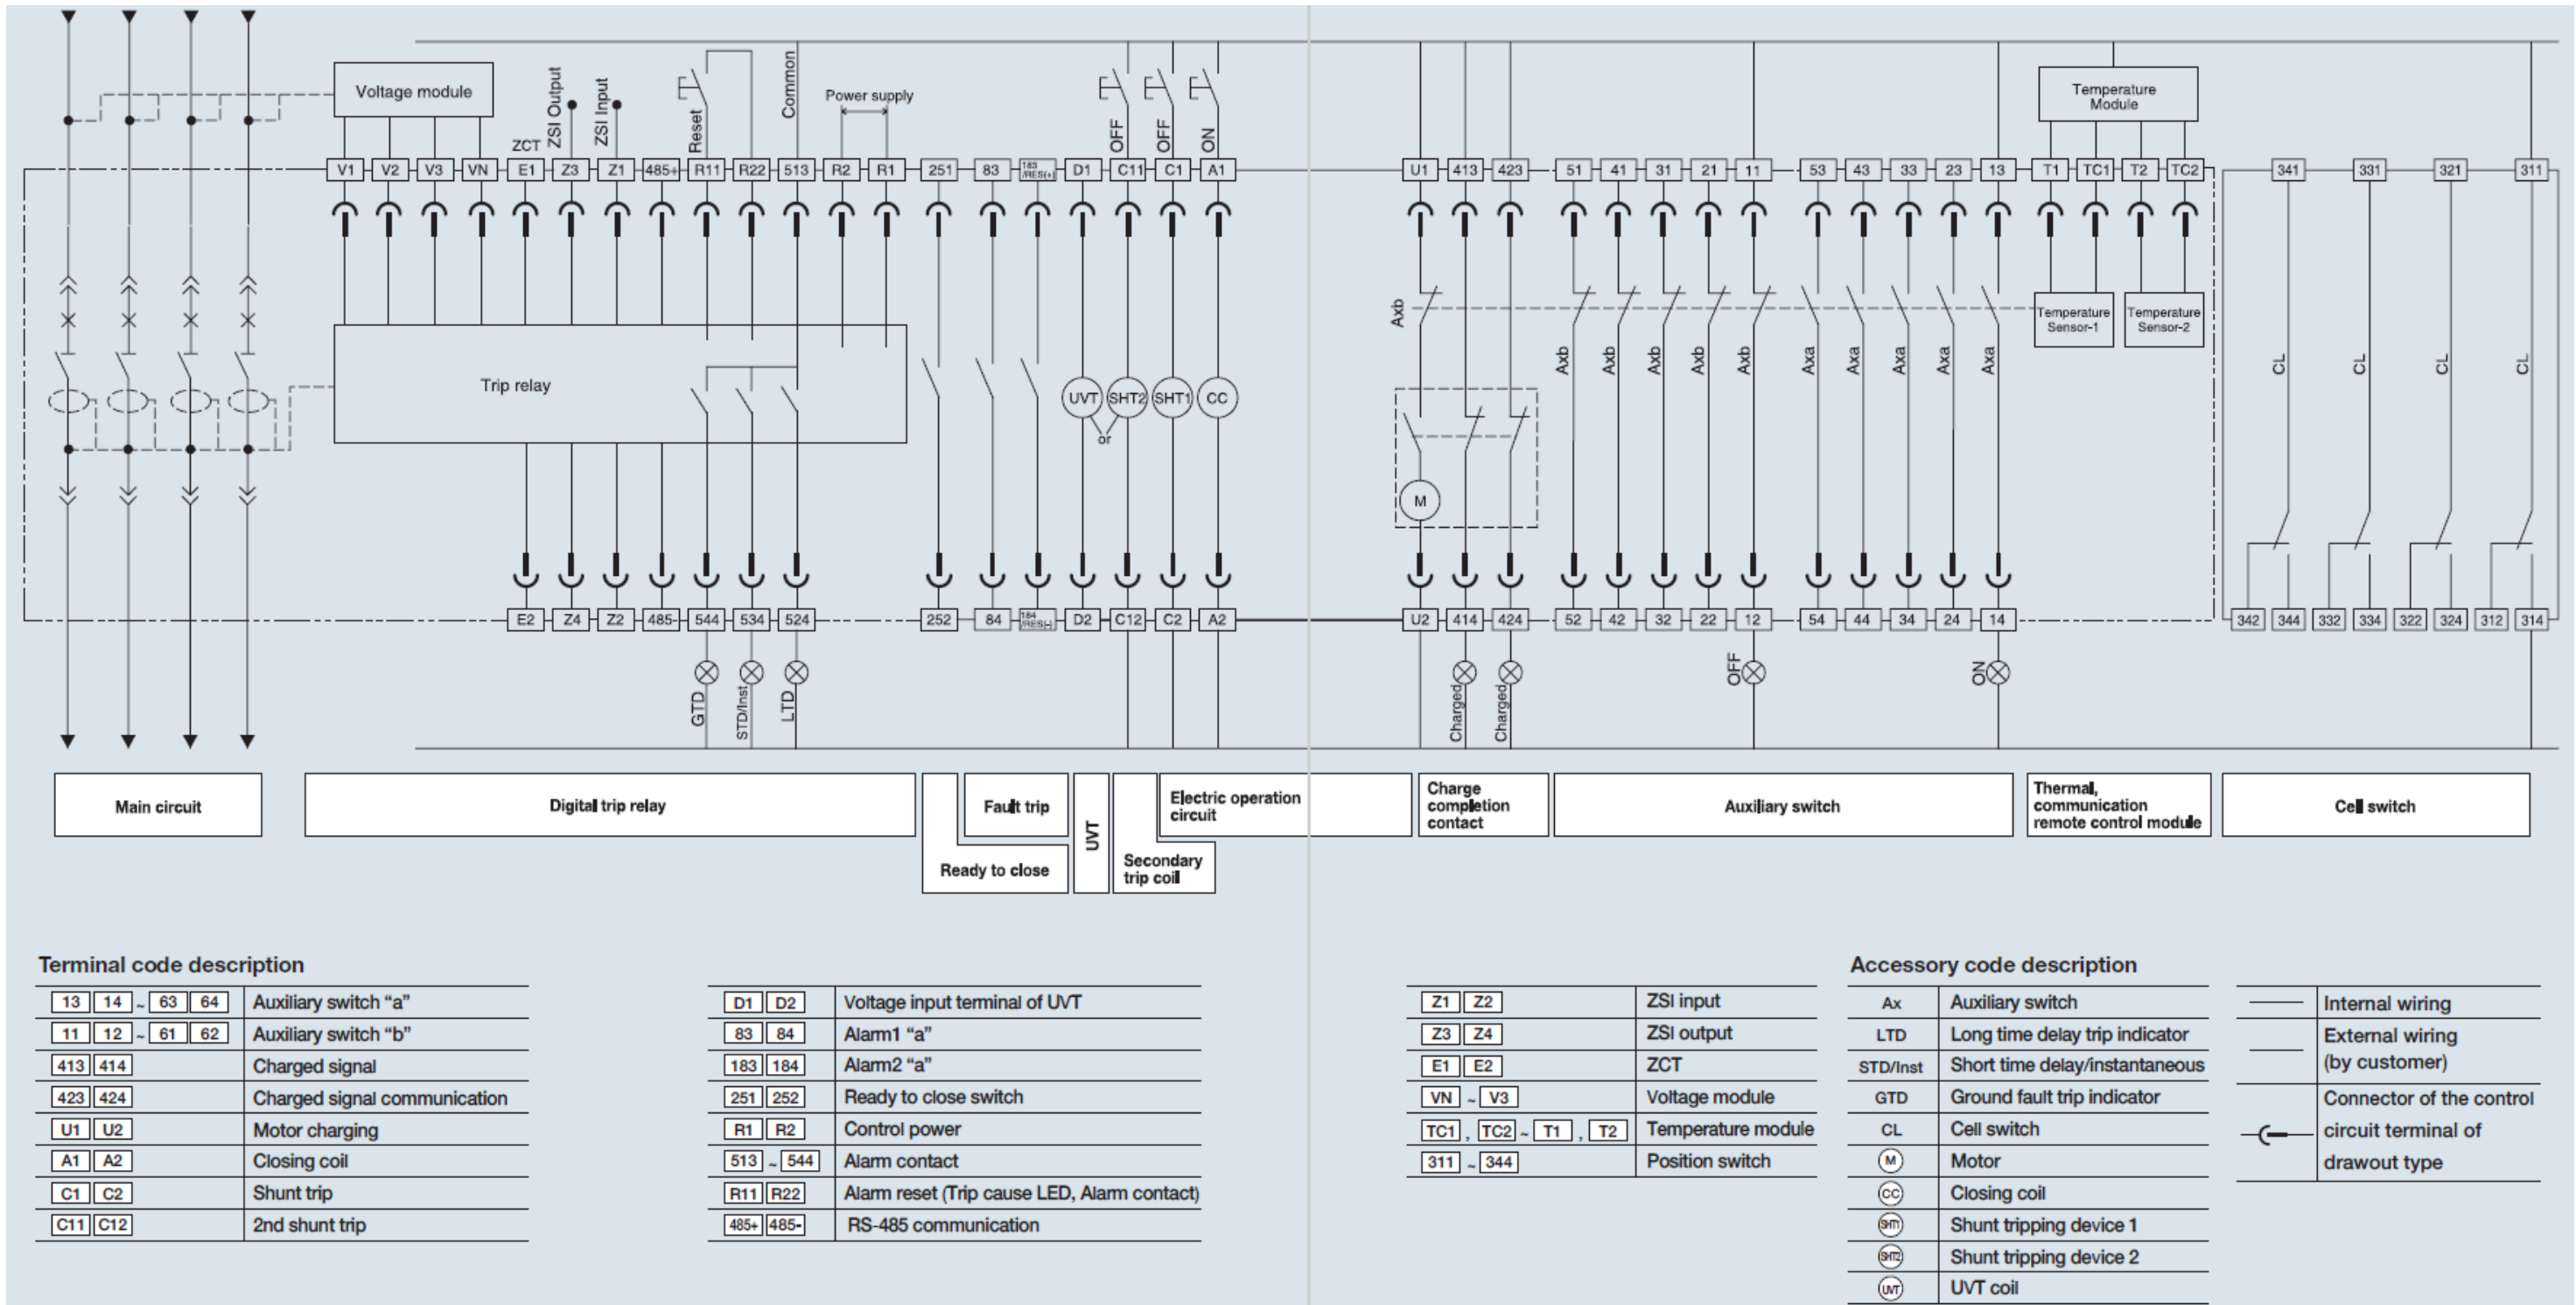 Voltage module
ZCT
ZSI Output
ZSI Input
Reset
Common
Power supply
OFF
OFF
ON
Temperature
Module
V1 V2 V3 VN E1 Z3 Z1 485+ R11 R22 513 R2 R1 251 83 183/RES(+) D1 C11 C1 A1 U1 413 423 51 41 31 21 11 53 43 33 23 13 T1 TC1 T2 TC2 341 331 321 311
Axb
Temperature
Sensor-1
Temperature
Sensor-2
Trip relay
Axb Axb Axb Axb Axb Axa Axa Axa Axa Axa
CL CL CL CL
UVT SHT2 SHT1 CC
or
M
E2 Z4 Z2 485- 544 534 524 252 84 184/RES(-) D2 C12 C2 A2 U2 414 424 52 42 32 22 12 54 44 34 24 14 342 344 332 334 322 324 312 314
GTD
STD/Inst
LTD
Charged
Charged
OFF
ON
Main circuit
Digital trip relay
Fault trip
Ready to close
UVT
Electric operation
circuit
Secondary
trip coil
Charge
completion
contact
Auxiliary switch
Thermal,
communication
remote control module
Cell switch
Terminal code description
13 14 ~ 63 64 Auxiliary switch “a”
11 12 ~ 61 62 Auxiliary switch “b”
413 414 Charged signal
423 424 Charged signal communication
U1 U2 Motor charging
A1 A2 Closing coil
C1 C2 Shunt trip
C11 C12 2nd shunt trip
D1 D2 Voltage input terminal of UVT
83 84 Alarm1 “a”
183 184 Alarm2 “a”
251 252 Ready to close switch
R1 R2 Control power
513 ~ 544 Alarm contact
R11 R22 Alarm reset (Trip cause LED, Alarm contact)
485+ 485- RS-485 communication
Z1 Z2 ZSI input
Z3 Z4 ZSI output
E1 E2 ZCT
VN ~ V3 Voltage module
TC1 , TC2 ~ T1 , T2 Temperature module
311 ~ 344 Position switch
Accessory code description
Ax Auxiliary switch
LTD Long time delay trip indicator
STD/Inst Short time delay/instantaneous
GTD Ground fault trip indicator
CL Cell switch
M Motor
CC Closing coil
SHT1 Shunt tripping device 1
SHT2 Shunt tripping device 2
UVT UVT coil
Internal wiring
External wiring
(by customer)
Connector of the control
circuit terminal of
drawout type